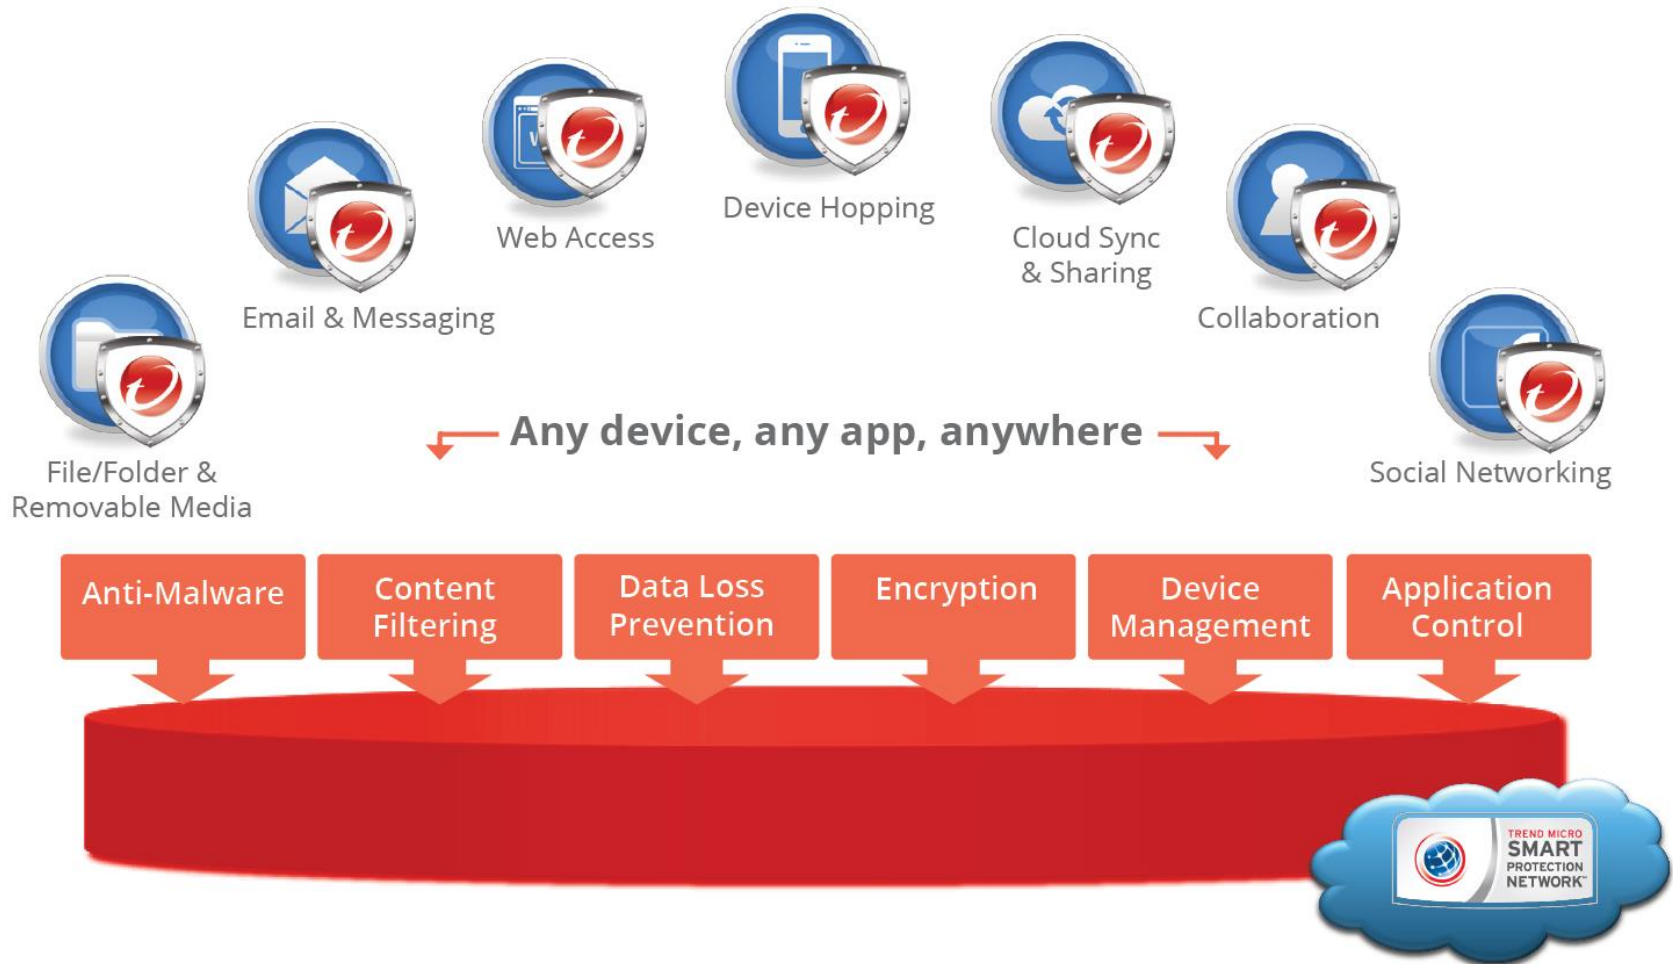 Device Hopping
Web Access
Cloud Sync
& Sharing
Email & Messaging
Collaboration
File/Folder &
Removable Media
Social Networking
Any device, any app, anywhere
Anti-Malware
Content
Filtering
Data Loss
Prevention
Encryption
Device
Management
Application
Control
TREND MICRO
SMART
PROTECTION
NETWORK™